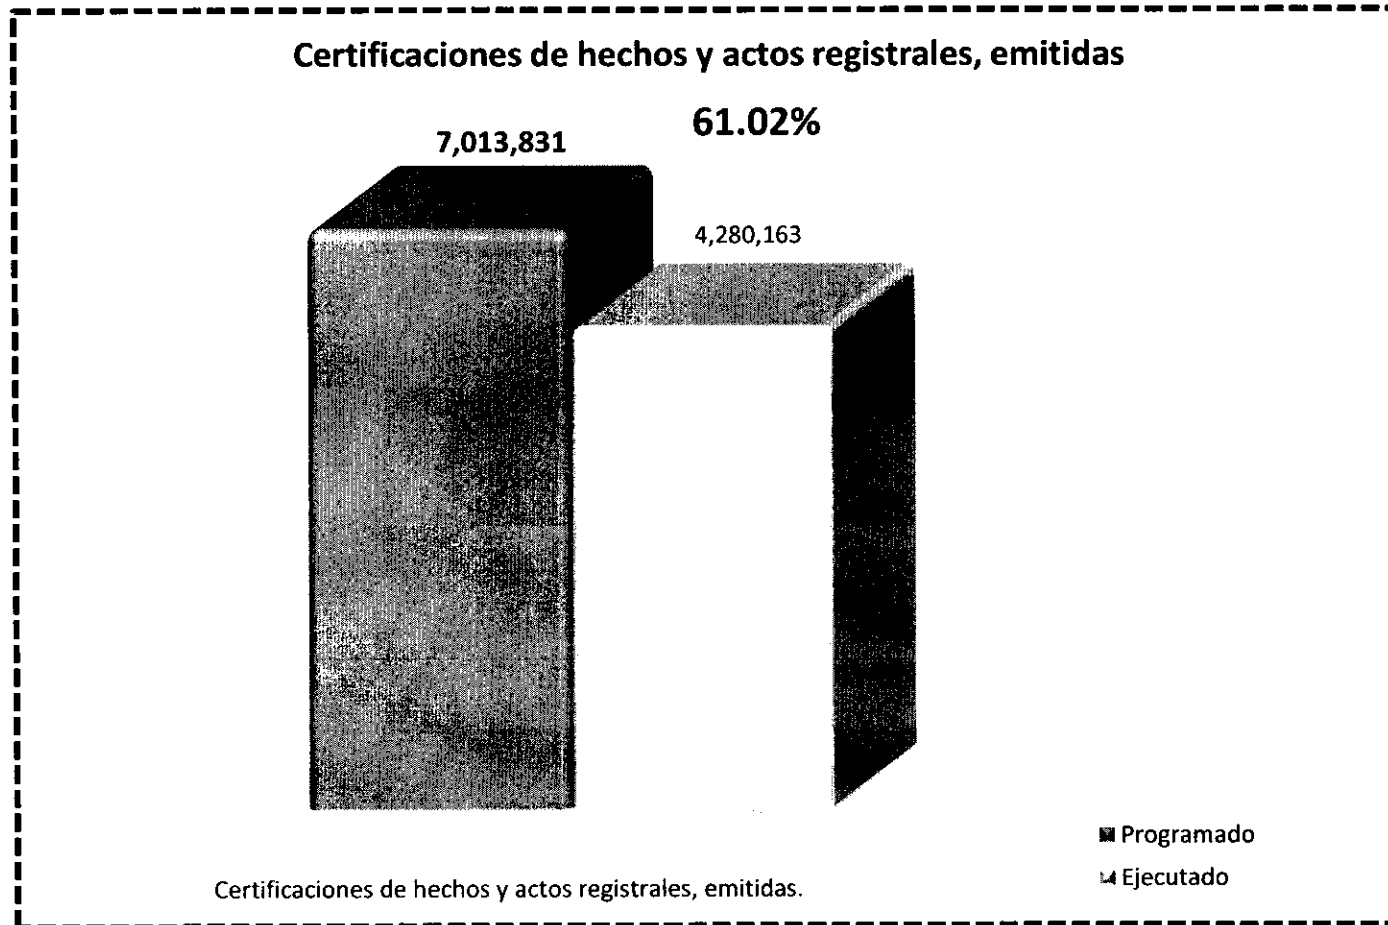 Certificaciones de hechos y actos registrales, emitidas
61.02%
7,013,831
4,280,163
Programado
Ejecutado
Certificaciones de hechos y actos registrales, emitidas.